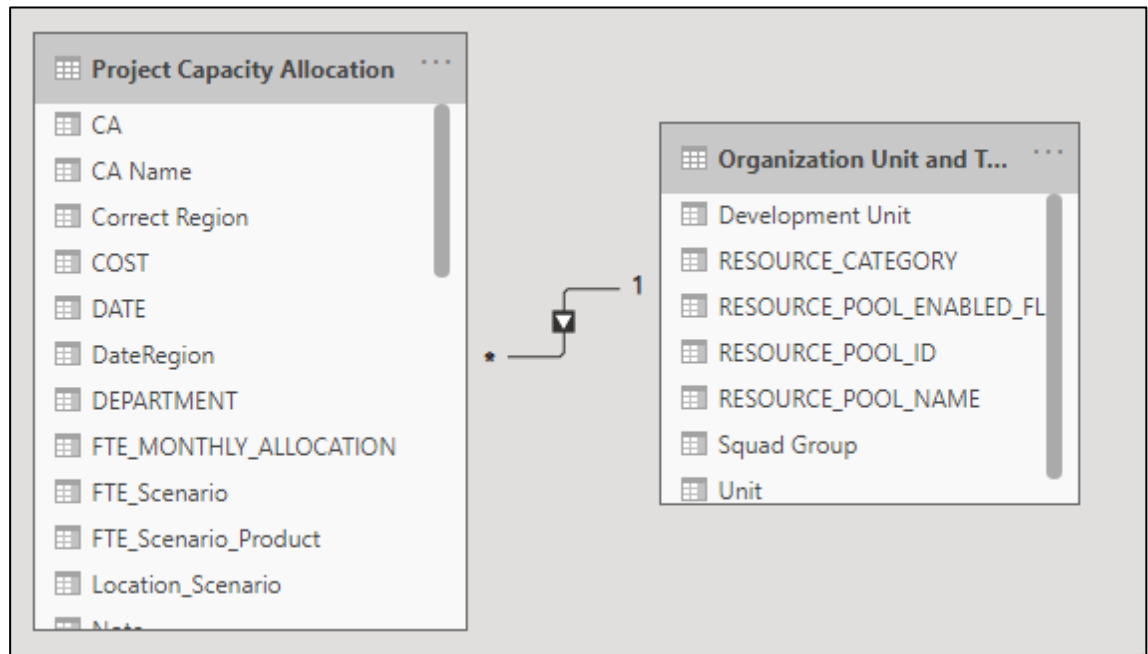 Project Capacity Allocation ...
CA
CA Name
Correct Region
COST
DATE
DateRegion
DEPARTMENT
FTE_MONTHLY_ALLOCATION
FTE_Scenario
FTE_Scenario_Product
Location_Scenario
*
1
Organization Unit and T... ...
Development Unit
RESOURCE_CATEGORY
RESOURCE_POOL_ENABLED_FL
RESOURCE_POOL_ID
RESOURCE_POOL_NAME
Squad Group
Unit